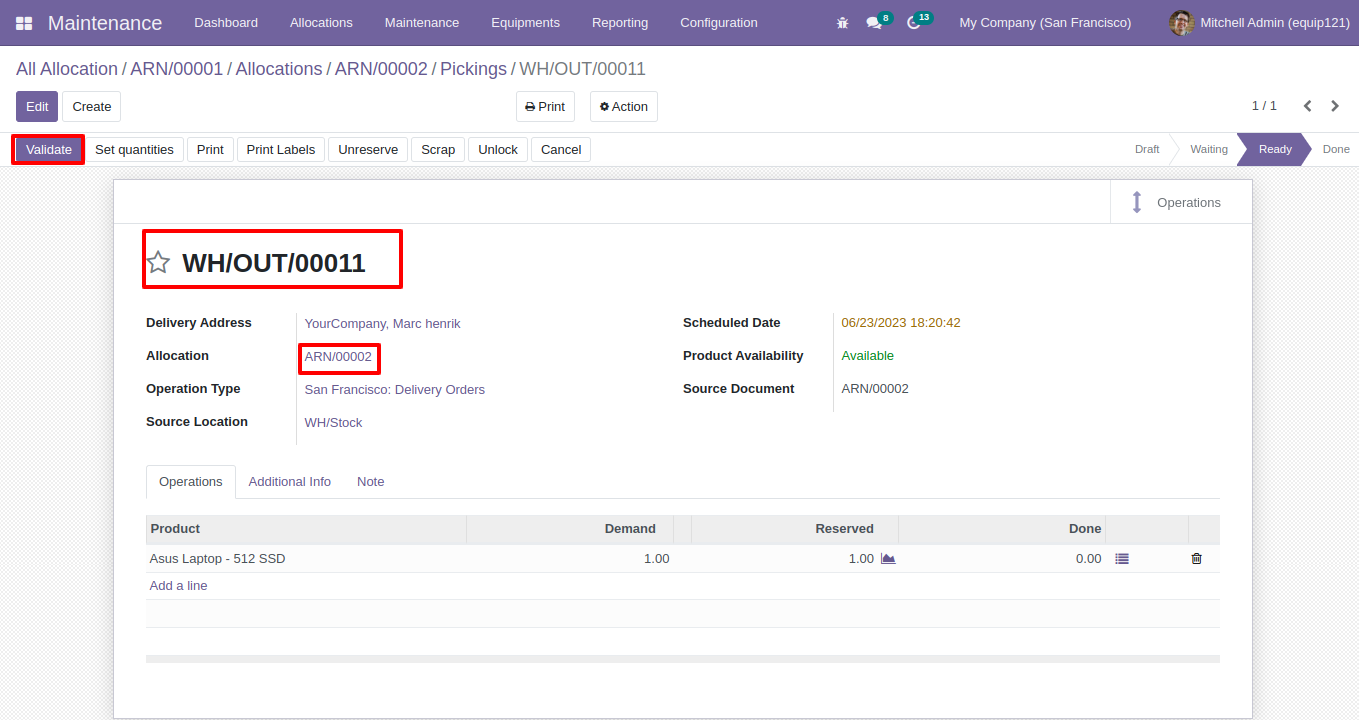 Maintenance Dashboard Allocations Maintenance Equipments Reporting Configuration 8 13 My Company (San Francisco) Mitchell Admin (equip121)
All Allocation / ARN/00001 / Allocations / ARN/00002 / Pickings / WH/OUT/00011
Edit Create Print Action 1 / 1
Validate Set quantities Print Print Labels Unreserve Scrap Unlock Cancel Draft Waiting Ready Done
Operations
WH/OUT/00011
Delivery Address YourCompany, Marc henrik Scheduled Date 06/23/2023 18:20:42
Allocation ARN/00002 Product Availability Available
Operation Type San Francisco: Delivery Orders Source Document ARN/00002
Source Location WH/Stock
Operations Additional Info Note
Product Demand Reserved Done
Asus Laptop - 512 SSD 1.00 1.00 0.00
Add a line